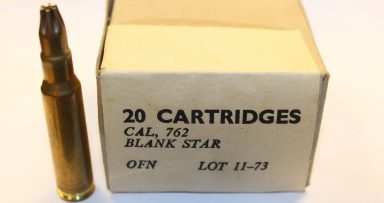 20 CARTRIDGES
CAL, 762
BLANK STAR
OFN LOT 11-73